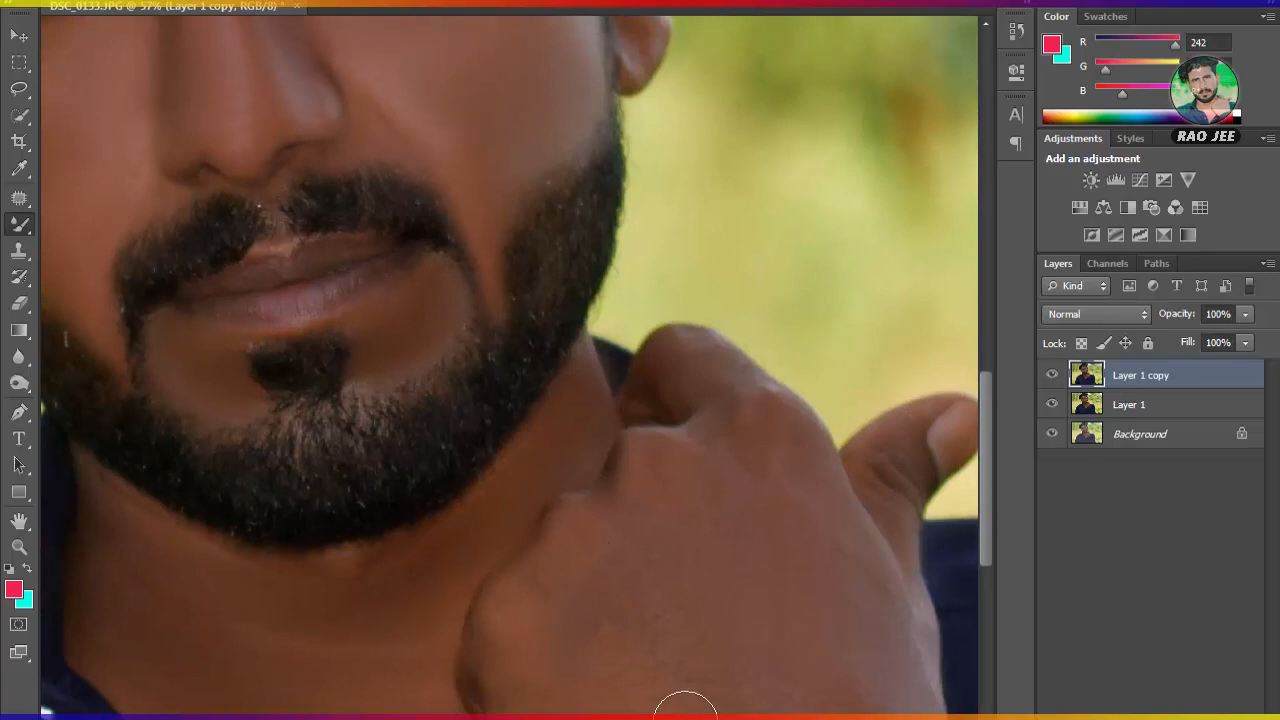 DSC_0133.JPG @ 57% (Layer 1 copy, RGB/8) *
Color Swatches
R 242
G
B
RAO JEE
Adjustments Styles
Add an adjustment
Layers Channels Paths
Kind
Normal Opacity: 100%
Lock: Fill: 100%
Layer 1 copy
Layer 1
Background